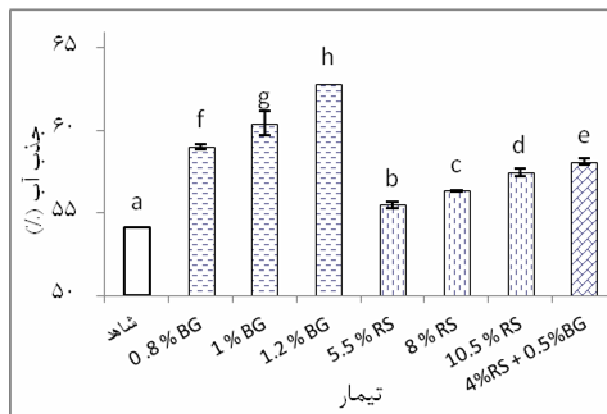 ۶۵
۶۰
۵۵
۵۰
جذب آب (٪)
a
f
g
h
b
c
d
e
شاهد
0 .8 % BG
1 % BG
1.2 % BG
5.5 % RS
8 % RS
10.5 % RS
4%RS + 0.5%BG
تیمار